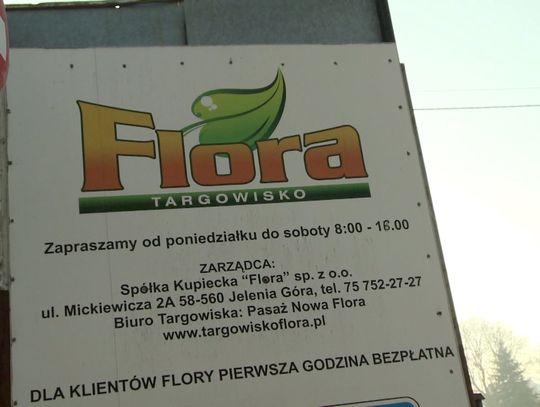 Flora
TARGOWISKO
Zapraszamy od poniedziałku do soboty 8:00 - 16.00
ZARZĄDCA:
Spółka Kupiecka "Flora" sp. z o.o.
ul. Mickiewicza 2A 58-560 Jelenia Góra, tel. 75 752-27-27
Biuro Targowiska: Pasaż Nowa Flora
www.targowiskoflora.pl
DLA KLIENTÓW FLORY PIERWSZA GODZINA BEZPŁATNA